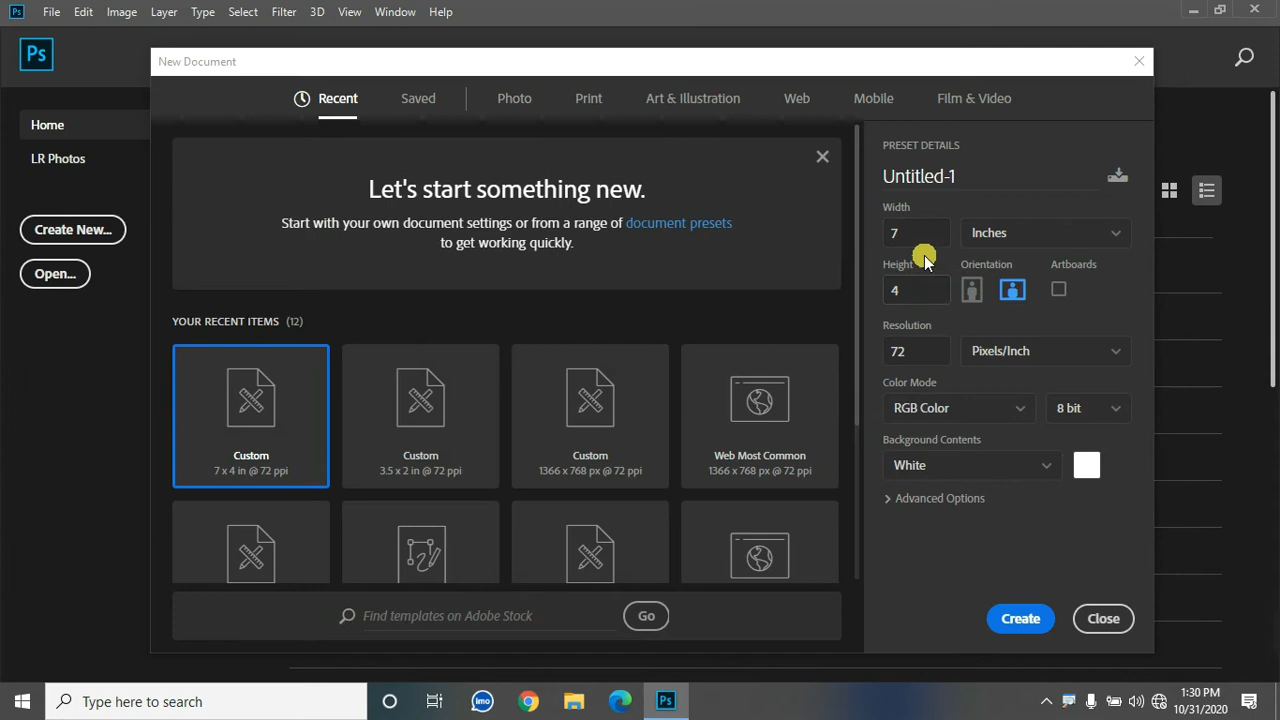 Ps File Edit Image Layer Type Select Filter 3D View Window Help
Ps
New Document
Home
LR Photos
Create New...
Open...
Recent Saved Photo Print Art & Illustration Web Mobile Film & Video
Let's start something new.
Start with your own document settings or from a range of document presets
to get working quickly.
YOUR RECENT ITEMS (12)
Custom
7 x 4 in @ 72 ppi
Custom
3.5 x 2 in @ 72 ppi
Custom
1366 x 768 px @ 72 ppi
Web Most Common
1366 x 768 px @ 72 ppi
Find templates on Adobe Stock Go
PRESET DETAILS
Untitled-1
Width
7 Inches
Height Orientation Artboards
4
Resolution
72 Pixels/Inch
Color Mode
RGB Color 8 bit
Background Contents
White
Advanced Options
Create Close
Type here to search
imo
Ps
1:30 PM
10/31/2020